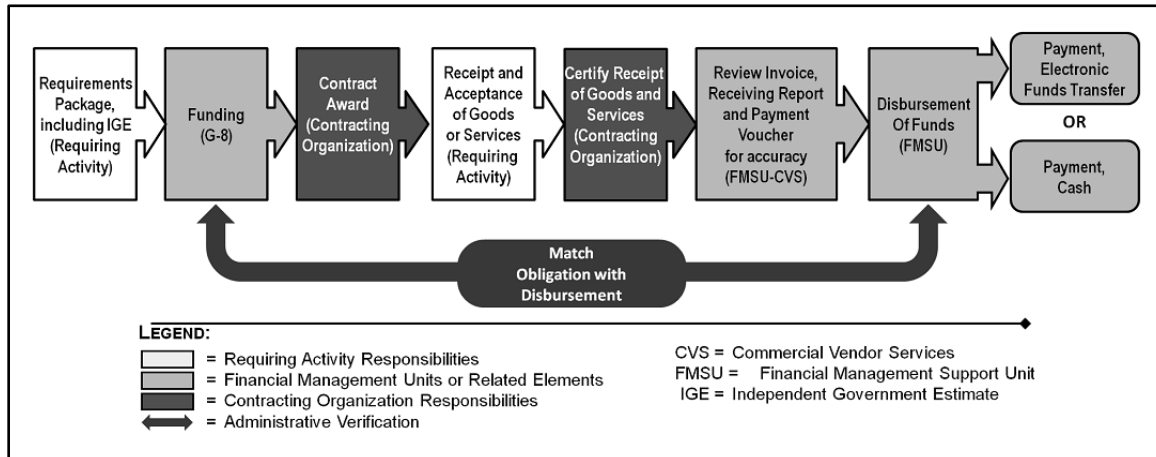 Requirements
Package,
including IGE
(Requiring
Activity)
Funding
(G-8)
Contract
Award
(Contracting
Organization)
Receipt and
Acceptance
of Goods
or Services
(Requiring
Activity)
Certify Receipt
of Goods and
Services
(Contracting
Organization)
Review Invoice,
Receiving Report
and Payment
Voucher
for accuracy
(FMSU-CVS)
Disbursement
Of Funds
(FMSU)
Payment,
Electronic
Funds Transfer
OR
Payment,
Cash
Match
Obligation with
Disbursement
LEGEND:
= Requiring Activity Responsibilities
= Financial Management Units or Related Elements
= Contracting Organization Responsibilities
= Administrative Verification
CVS = Commercial Vendor Services
FMSU = Financial Management Support Unit
IGE = Independent Government Estimate